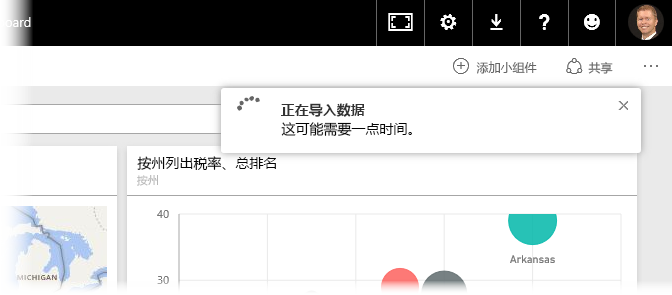 oard
添加小组件 共享
正在导入数据
这可能需要一点时间。
按州列出税率、总排名
按州
40
Arkansas
MICHIGAN
30